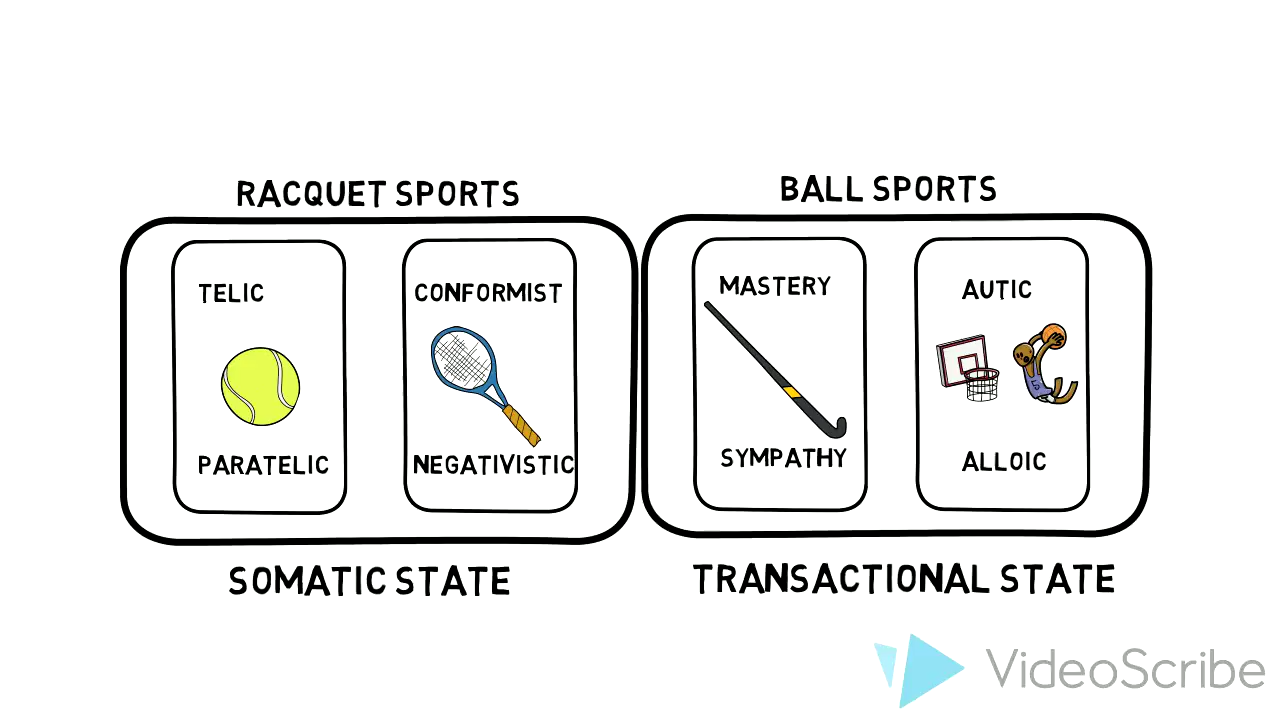 RACQUET SPORTS
BALL SPORTS
TELIC
CONFORMIST
MASTERY
AUTIC
PARATELIC
NEGATIVISTIC
SYMPATHY
ALLOIC
SOMATIC STATE
TRANSACTIONAL STATE
VideoScribe